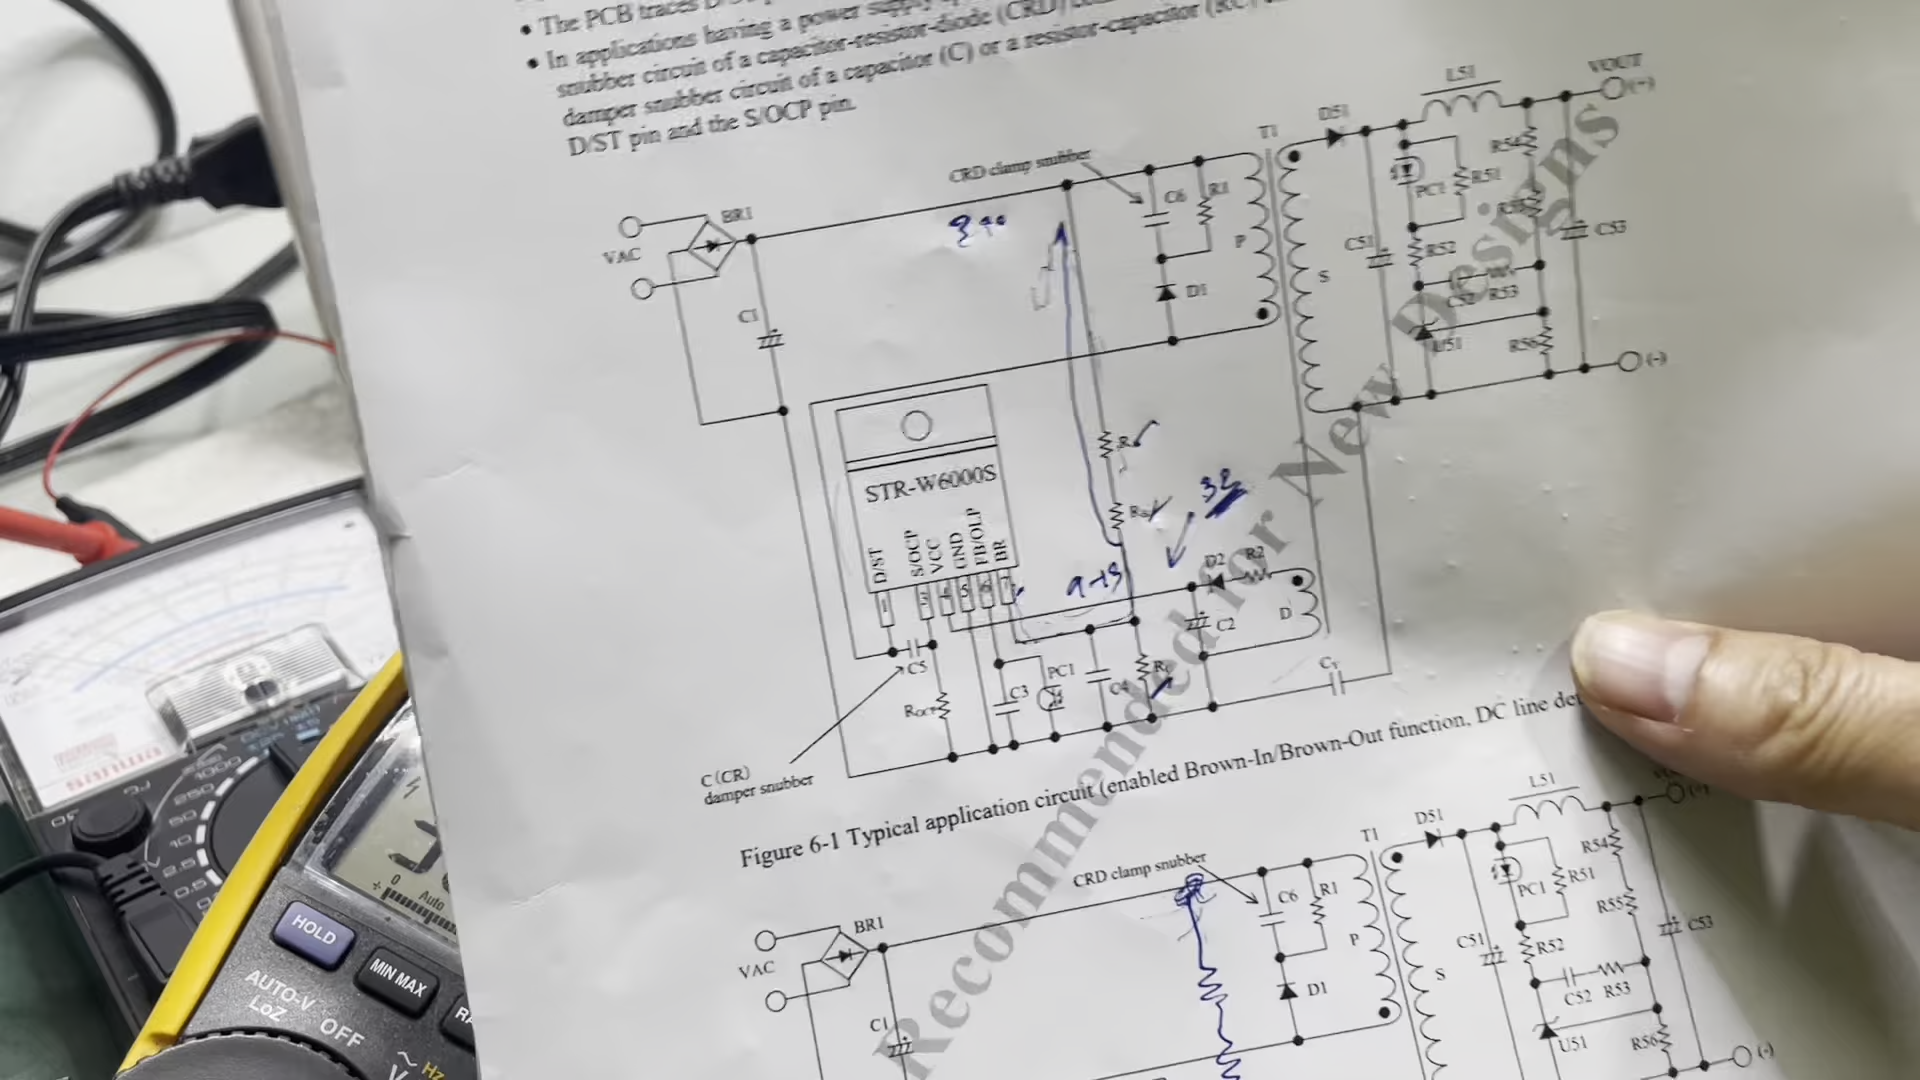 • The PCB traces
• In applications having a power supply
snubber circuit of a capacitor-resistor-diode (CRD)
damper snubber circuit of a capacitor (C) or a resistor-capacitor (RC)
D/ST pin and the S/OCP pin.
CRD clamp snubber
T1
D51
L51
VOUT
(+)
VAC
BR1
C1
C6
R1
P
D1
S
PC1
R51
R54
R52
C51
C52 R53
C53
U51
R56
(-)
STR-W6000S
D/ST
S/OCP
VCC
GND
FB/OLP
BR
1
3
4
5
6
7
32
D2
R2
C2
D
C5
ROCP
C3
PC1
C4
CY
C(CR)
damper snubber
Figure 6-1 Typical application circuit (enabled Brown-In/Brown-Out function, DC line
Recommended for New Designs
CRD clamp snubber
T1
D51
L51
VAC
BR1
C1
C6
R1
P
D1
S
PC1
R51
R54
R55
R52
C51
C52 R53
C53
U51
R56
(-)
1000
250
HOLD
MIN MAX
AUTO-V
LoZ
OFF
0
Auto
Hz
V